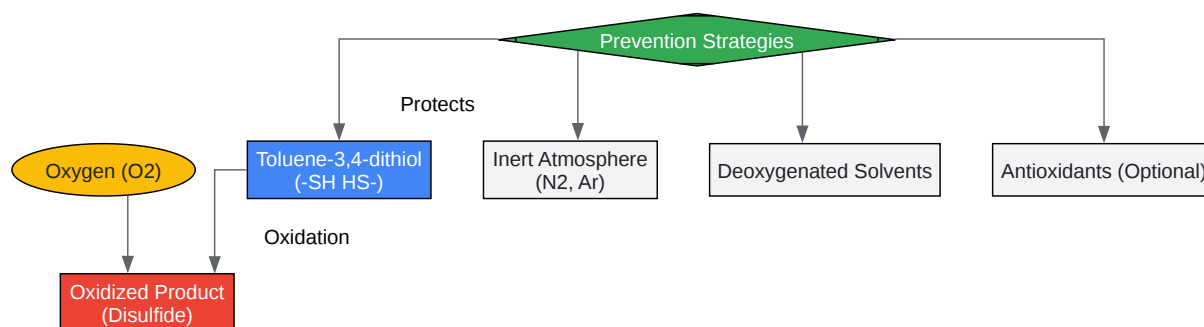 Prevention Strategies
Protects
Oxygen (O2)
Toluene-3,4-dithiol
(-SH HS-)
Inert Atmosphere
(N2, Ar)
Deoxygenated Solvents
Antioxidants (Optional)
Oxidation
Oxidized Product
(Disulfide)